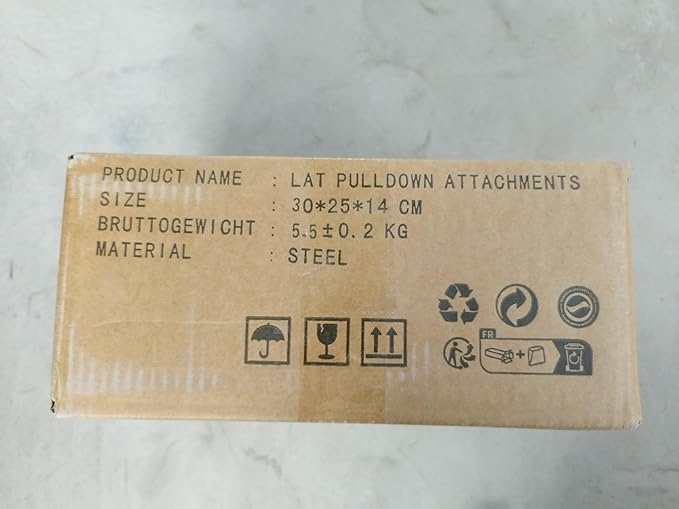 PRODUCT NAME : LAT PULLDOWN ATTACHMENTS
SIZE : 30*25*14 CM
BRUTTOGEWICHT : 5.5±0.2 KG
MATERIAL : STEEL
FR